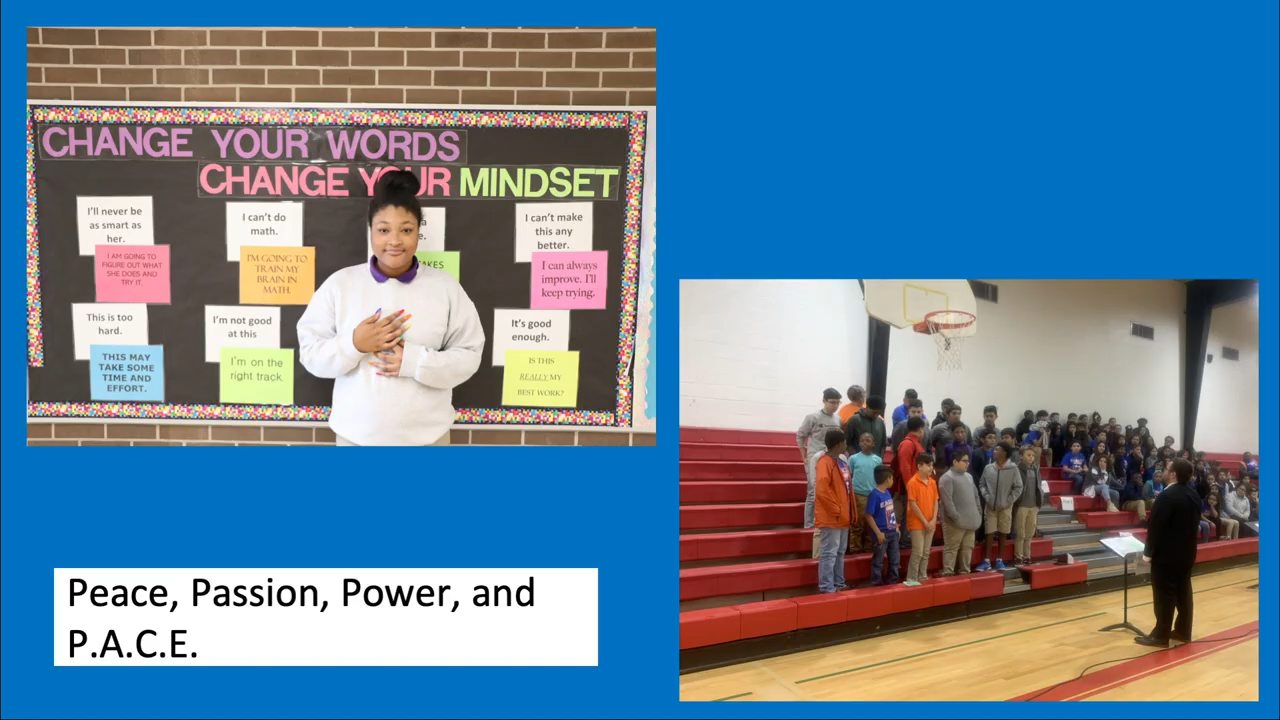 CHANGE YOUR WORDS
CHANGE YOUR MINDSET
I'll never be
as smart as
her.
I AM GOING TO
FIGURE OUT WHAT
SHE DOES AND
TRY IT.
I can't do
math.
I'M GOING TO
TRAIN MY
BRAIN IN
MATH.
I can't make
this any
better.
I can always
improve. I'll
keep trying.
This is too
hard.
THIS MAY
TAKE SOME
TIME AND
EFFORT.
I'm not good
at this
I'm on the
right track.
It's good
enough.
IS THIS
REALLY MY
BEST WORK?
Peace, Passion, Power, and
P.A.C.E.